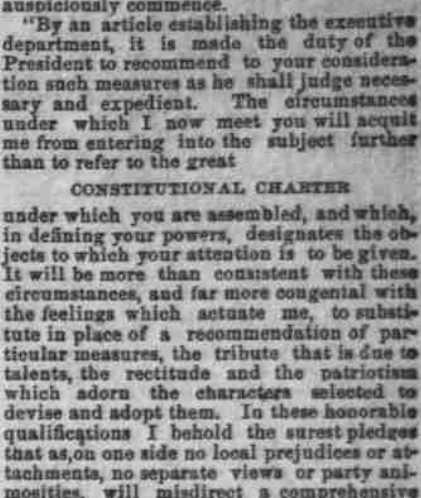 auspiciously commence.
"By an article establishing the executive
department, it is made the duty of the
President to recommend to your considera-
tion such measures as he shall judge neces-
sary and expedient. The circumstances
under which I now meet you will acquit
me from entering into the subject further
than to refer to the great
CONSTITUTIONAL CHARTER
under which you are assembled, and which,
in defining your powers, designates the ob-
jects to which your attention is to be given.
It will be more than consistent with these
circumstances, and far more congenial with
the feelings which actuate me, to substi-
tute in place of a recommendation of par-
ticular measures, the tribute that is due to
talents, the rectitude and the patriotism
which adorn the characters selected to
devise and adopt them. In these honorable
qualifications I behold the surest pledges
that as,on one side no local prejudices or at-
tachments, no separate views or party ani-
mosities, will misdirect a comprehensive